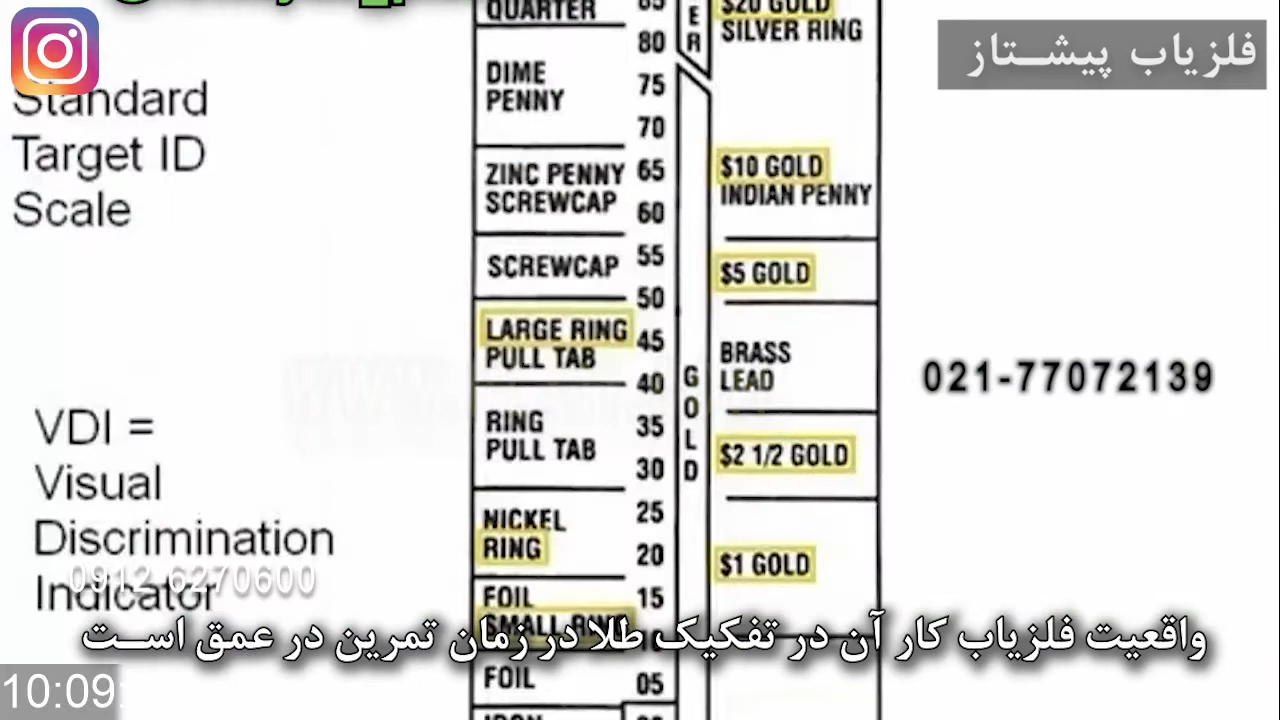 فلزیاب پیشـتاز
Standard
Target ID
Scale
VDI =
Visual
Discrimination
Indicator
QUARTER
DIME
PENNY
ZINC PENNY
SCREWCAP
SCREWCAP
LARGE RING
PULL TAB
RING
PULL TAB
NICKEL
RING
FOIL
SMALL RING
FOIL
IRON
85
80
75
70
65
60
55
50
45
40
35
30
25
20
15
05
E
R
G
O
L
D
$20 GOLD
SILVER RING
$10 GOLD
INDIAN PENNY
$5 GOLD
BRASS
LEAD
$2 1/2 GOLD
$1 GOLD
021-77072139
0912 6270600
واقعیت فلزیاب کار آن در تفکیک طلا در زمان تمرین در عمق اسـت
10:09